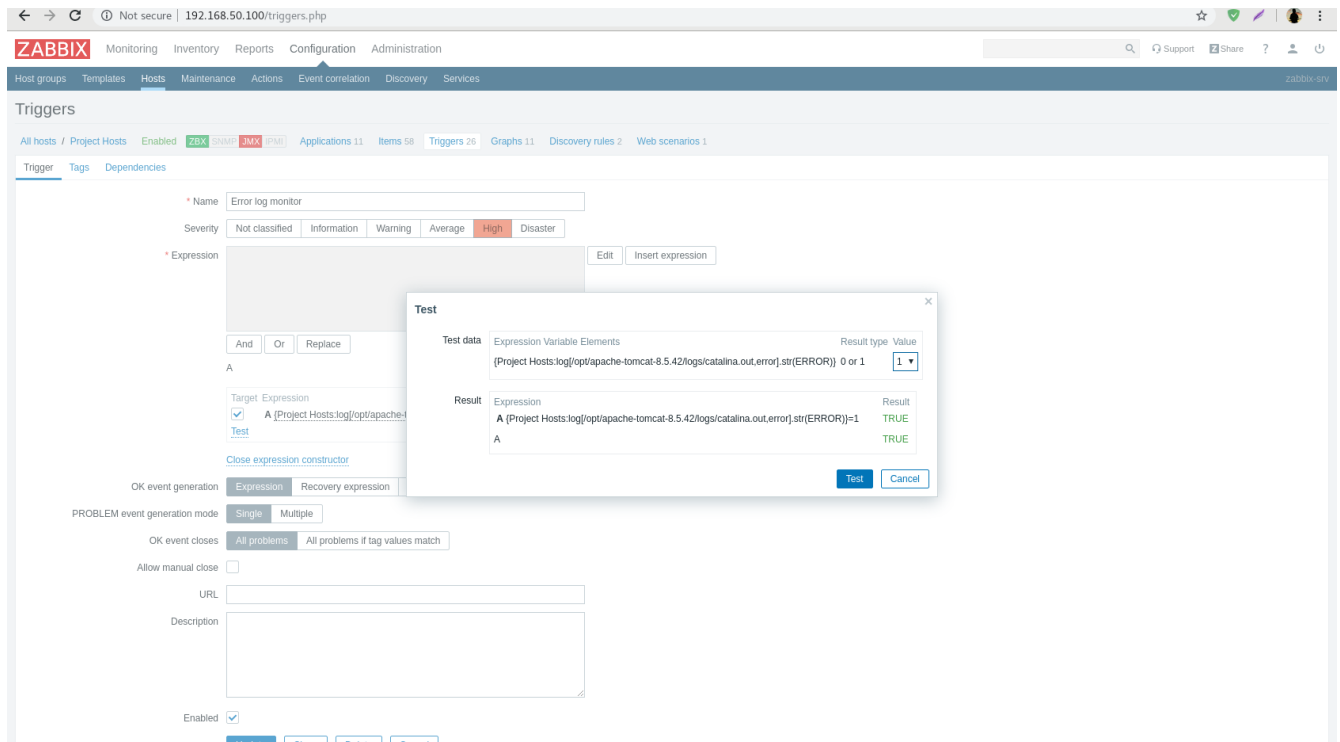 Not secure | 192.168.50.100/triggers.php
ZABBIX Monitoring Inventory Reports Configuration Administration Support Z Share ?
Host groups Templates Hosts Maintenance Actions Event correlation Discovery Services zabbix-srv
Triggers
All hosts / Project Hosts Enabled ZBX SNMP JMX IPMI Applications 11 Items 58 Triggers 26 Graphs 11 Discovery rules 2 Web scenarios 1
Trigger Tags Dependencies
* Name Error log monitor
Severity Not classified Information Warning Average High Disaster
* Expression Edit Insert expression
And Or Replace
A
Target Expression
A {Project Hosts:log[/opt/apache-t
Test
Close expression constructor
Test
Test data Expression Variable Elements Result type Value
{Project Hosts:log[/opt/apache-tomcat-8.5.42/logs/catalina.out,error].str(ERROR)} 0 or 1 1
Result Expression Result
A {Project Hosts:log[/opt/apache-tomcat-8.5.42/logs/catalina.out,error].str(ERROR)}=1 TRUE
A TRUE
Test Cancel
OK event generation Expression Recovery expression
PROBLEM event generation mode Single Multiple
OK event closes All problems All problems if tag values match
Allow manual close
URL
Description
Enabled